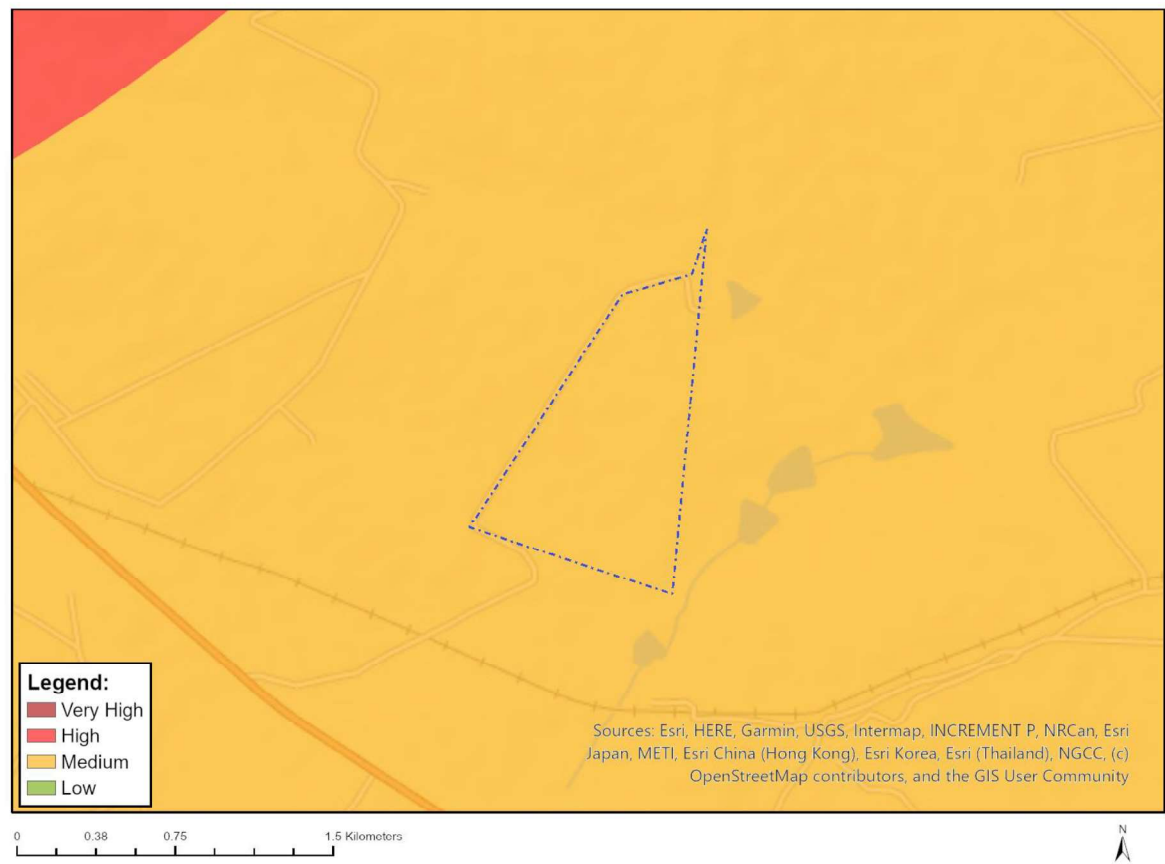 Legend:
Very High
High
Medium
Low
Sources: Esri, HERE, Garmin, USGS, Intermap, INCREMENT P, NRCan, Esri
Japan, METI, Esri China (Hong Kong), Esri Korea, Esri (Thailand), NGCC, (c)
OpenStreetMap contributors, and the GIS User Community
0 0.38 0.75 1.5 Kilometers
N